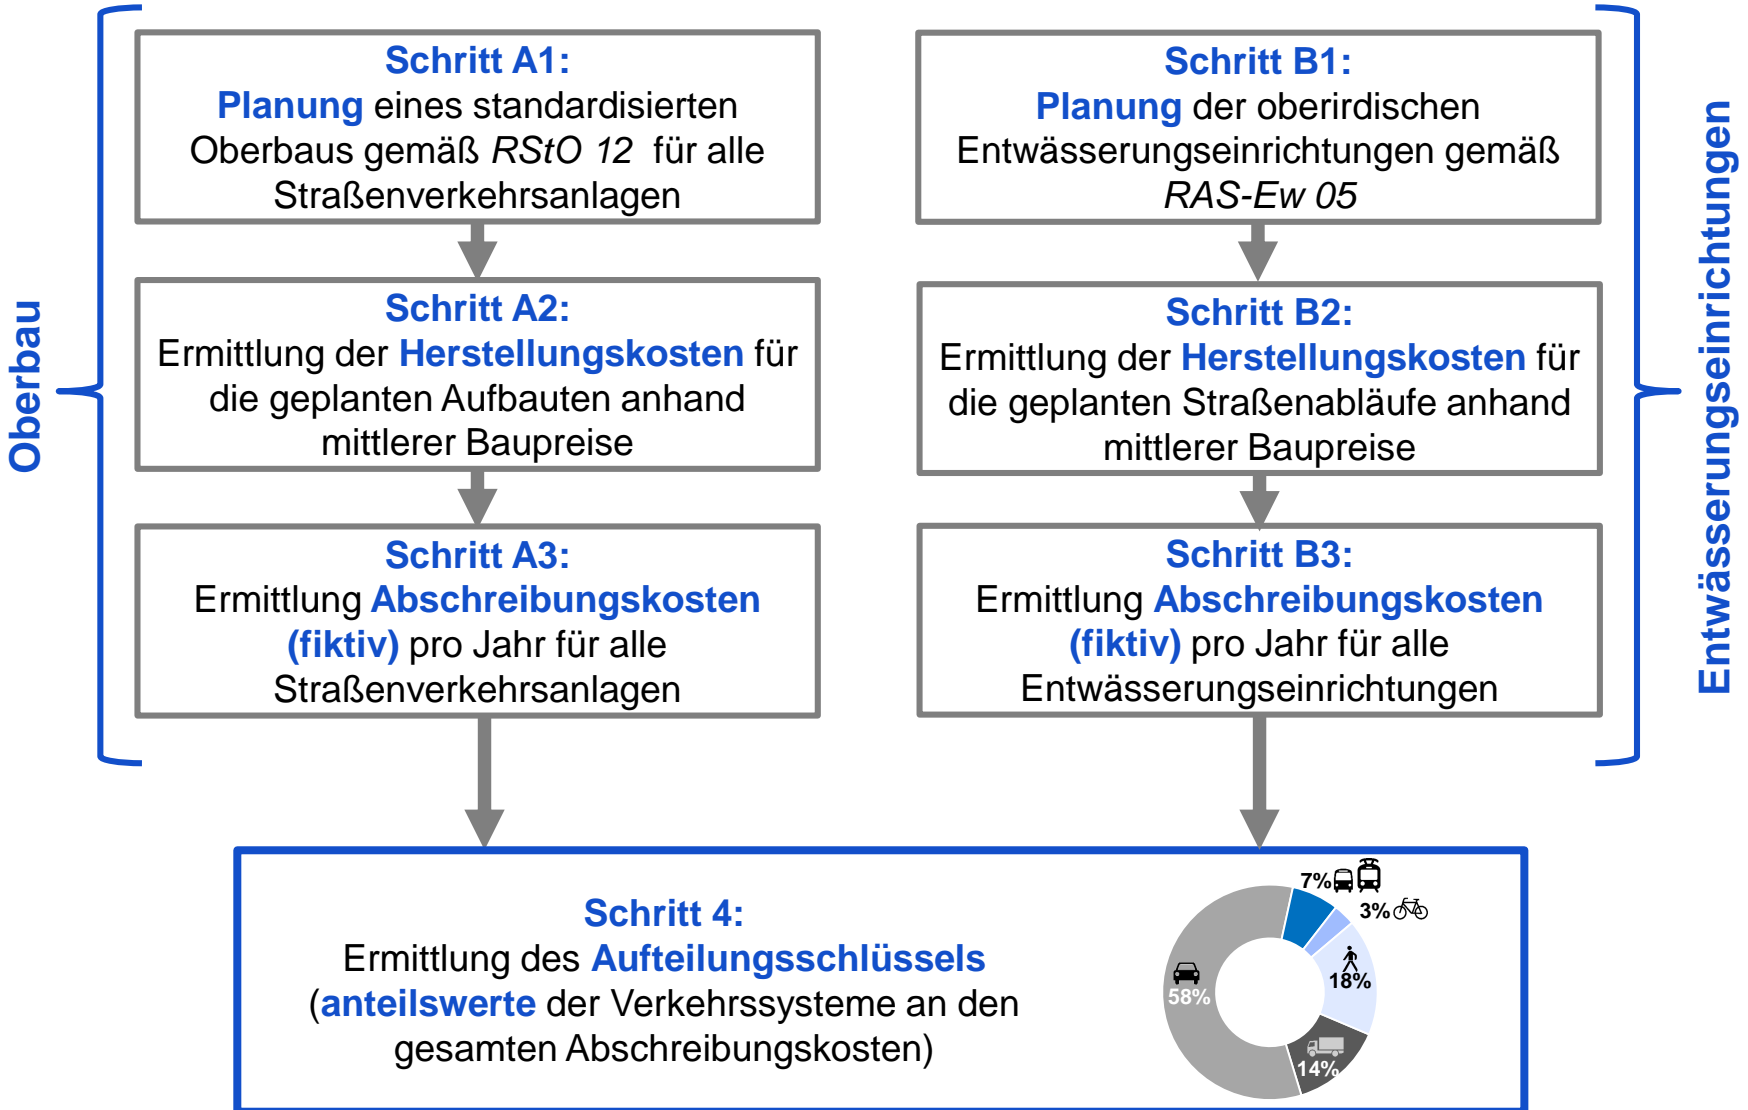 Oberbau
Schritt A1:
Planung eines standardisierten
Oberbaus gemäß RStO 12 für alle
Straßenverkehrsanlagen
Schritt A2:
Ermittlung der Herstellungskosten für
die geplanten Aufbauten anhand
mittlerer Baupreise
Schritt A3:
Ermittlung Abschreibungskosten
(fiktiv) pro Jahr für alle
Straßenverkehrsanlagen
Schritt B1:
Planung der oberirdischen
Entwässerungseinrichtungen gemäß
RAS-Ew 05
Schritt B2:
Ermittlung der Herstellungskosten für
die geplanten Straßenabläufe anhand
mittlerer Baupreise
Schritt B3:
Ermittlung Abschreibungskosten
(fiktiv) pro Jahr für alle
Entwässerungseinrichtungen
Entwässerungseinrichtungen
Schritt 4:
Ermittlung des Aufteilungsschlüssels
(anteilswerte der Verkehrssysteme an den
gesamten Abschreibungskosten)
7%
3%
18%
58%
14%